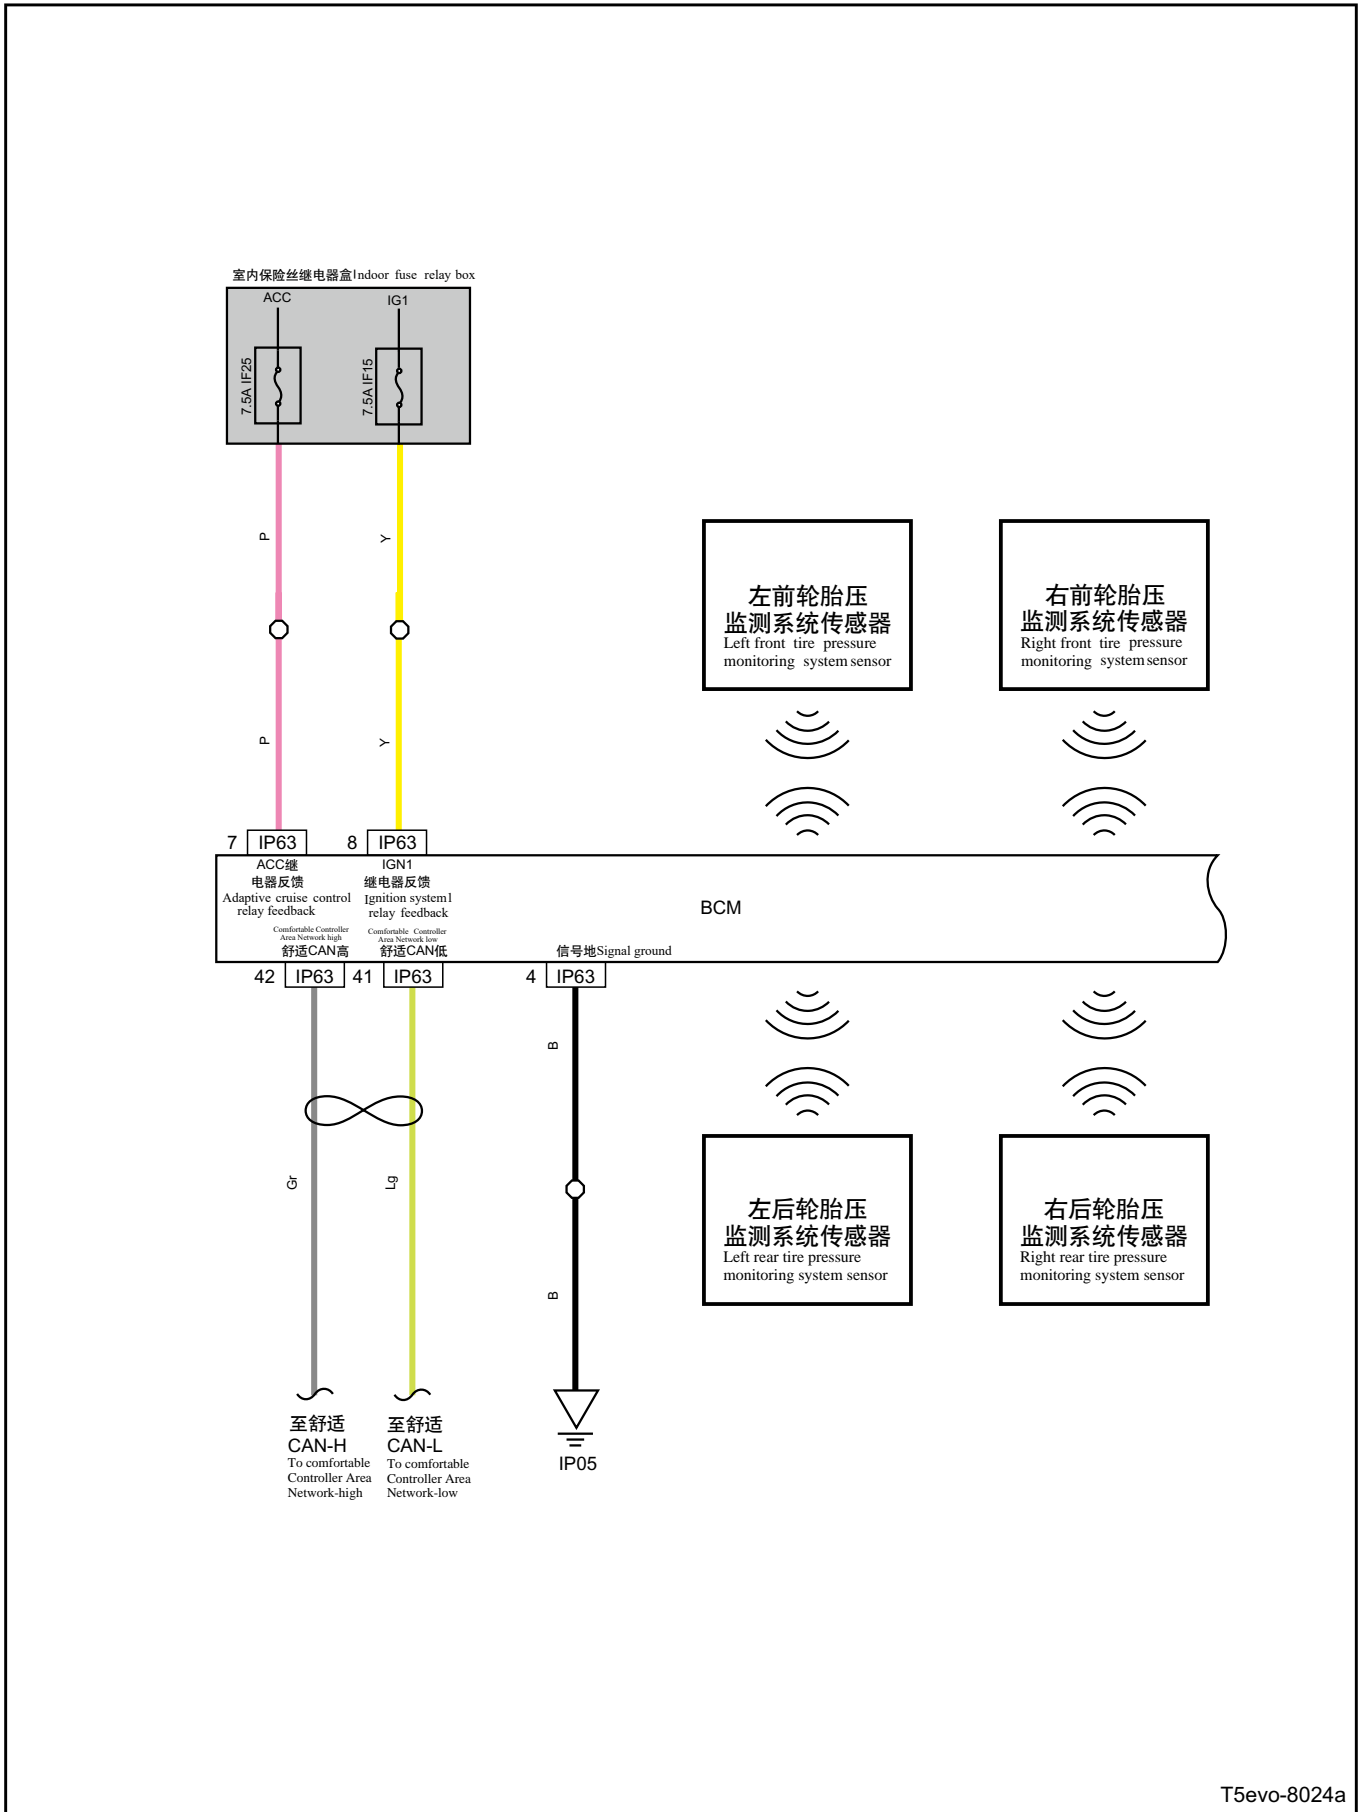 室内保险丝继电器盒Indoor fuse relay box
ACC
IG1
7.5A IF25
7.5A IF15
P
Y
P
Y
左前轮胎压
监测系统传感器
Left front tire pressure
monitoring system sensor
右前轮胎压
监测系统传感器
Right front tire pressure
monitoring system sensor
7 IP63
8 IP63
ACC继
电器反馈
Adaptive cruise control
relay feedback
IGN1
继电器反馈
Ignition system1
relay feedback
BCM
Comfortable Controller
Area Network high
舒适CAN高
Comfortable Controller
Area Network low
舒适CAN低
信号地Signal ground
42 IP63
41 IP63
4 IP63
B
Gr
Lg
B
左后轮胎压
监测系统传感器
Left rear tire pressure
monitoring system sensor
右后轮胎压
监测系统传感器
Right rear tire pressure
monitoring system sensor
至舒适
CAN-H
To comfortable
Controller Area
Network-high
至舒适
CAN-L
To comfortable
Controller Area
Network-low
IP05
T5evo-8024a